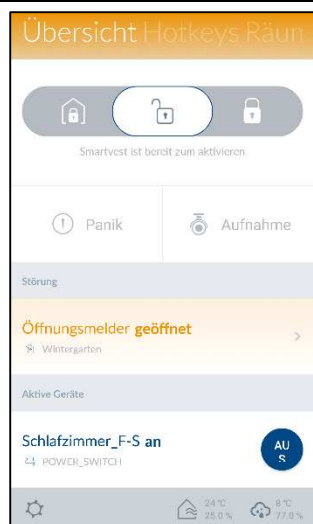 Übersicht Hotkeys Räun
Smartvest ist bereit zum aktivieren
Panik
Aufnahme
Störung
Öffnungsmelder geöffnet
Wintergarten
Aktive Geräte
Schlafzimmer_F-S an
AU
S
POWER_SWITCH
24 °C
25.8 %
8 °C
77.8 %